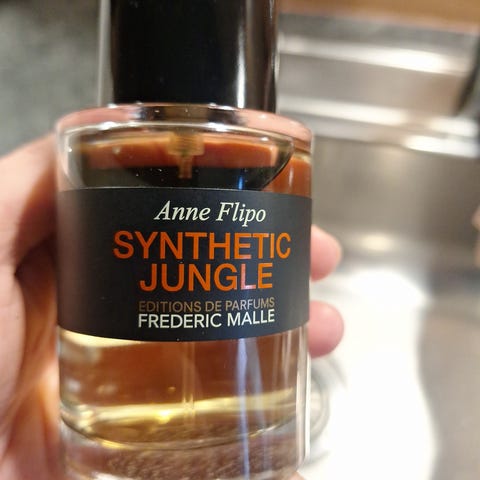 Anne Flipo
SYNTHETIC
JUNGLE
EDITIONS DE PARFUMS
FREDERIC MALLE